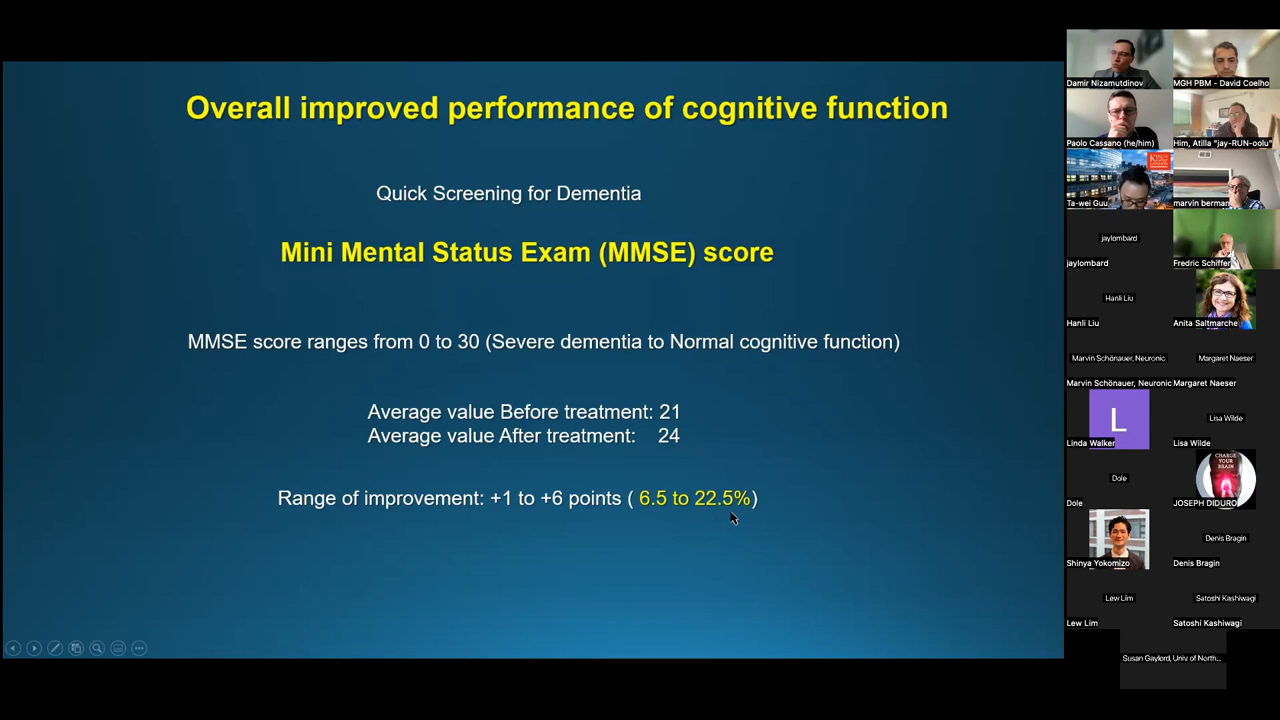 Overall improved performance of cognitive function
Quick Screening for Dementia
Mini Mental Status Exam (MMSE) score
MMSE score ranges from 0 to 30 (Severe dementia to Normal cognitive function)
Average value Before treatment: 21
Average value After treatment: 24
Range of improvement: +1 to +6 points ( 6.5 to 22.5%)
Damir Nizamutdinov
MGH PBM - David Coelho
Paolo Cassano (he/him)
Him, Atilla "jay-RUN-oolu"
KING'S
LONDON
Ta-wei Guu
marvin berman
jaylombard
jaylombard
Fredric Schiffer
Hanli Liu
Hanli Liu
Anita Saltmarche
Marvin Schönauer, Neuronic
Marvin Schönauer, Neuronic
Margaret Naeser
Margaret Naeser
L
Linda Walker
Lisa Wilde
Lisa Wilde
Dole
Dole
CHARGE
YOUR
BRAIN
JOSEPH DIDURO
Shinya Yokomizo
Denis Bragin
Denis Bragin
Lew Lim
Lew Lim
Satoshi Kashiwagi
Satoshi Kashiwagi
Susan Gaylord, Univ of North...